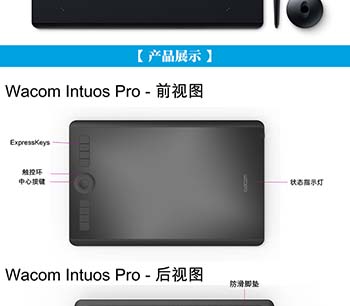 【 产品展示 】
Wacom Intuos Pro - 前视图
ExpressKeys
触控环
中心按键
wacom
状态指示灯
Wacom Intuos Pro - 后视图
防滑脚垫